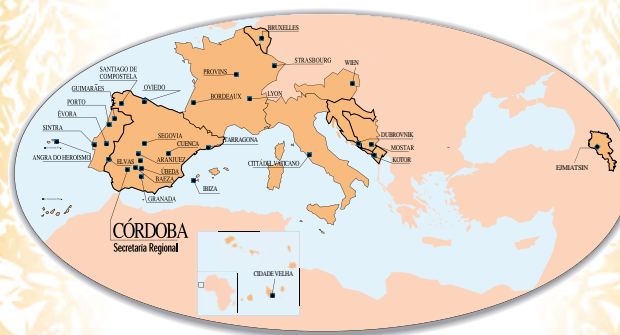 BRUXELLES
STRASBOURG
WIEN
SANTIAGO DE
COMPOSTELA
PROVINS
OVIEDO
GUIMARÃES
BORDEAUX
LYON
PORTO
ÉVORA
SINTRA
SEGOVIA
CUENCA
TARRAGONA
DUBROVNIK
MOSTAR
ANGRA DO HEROISMO
ELVAS
ARANJUEZ
CITTÀ DEL VATICANO
KOTOR
EJMIATSIN
ÚBEDA
BAEZA
IBIZA
GRANADA
CÓRDOBA
Secretaría Regional
CIDADE VELHA